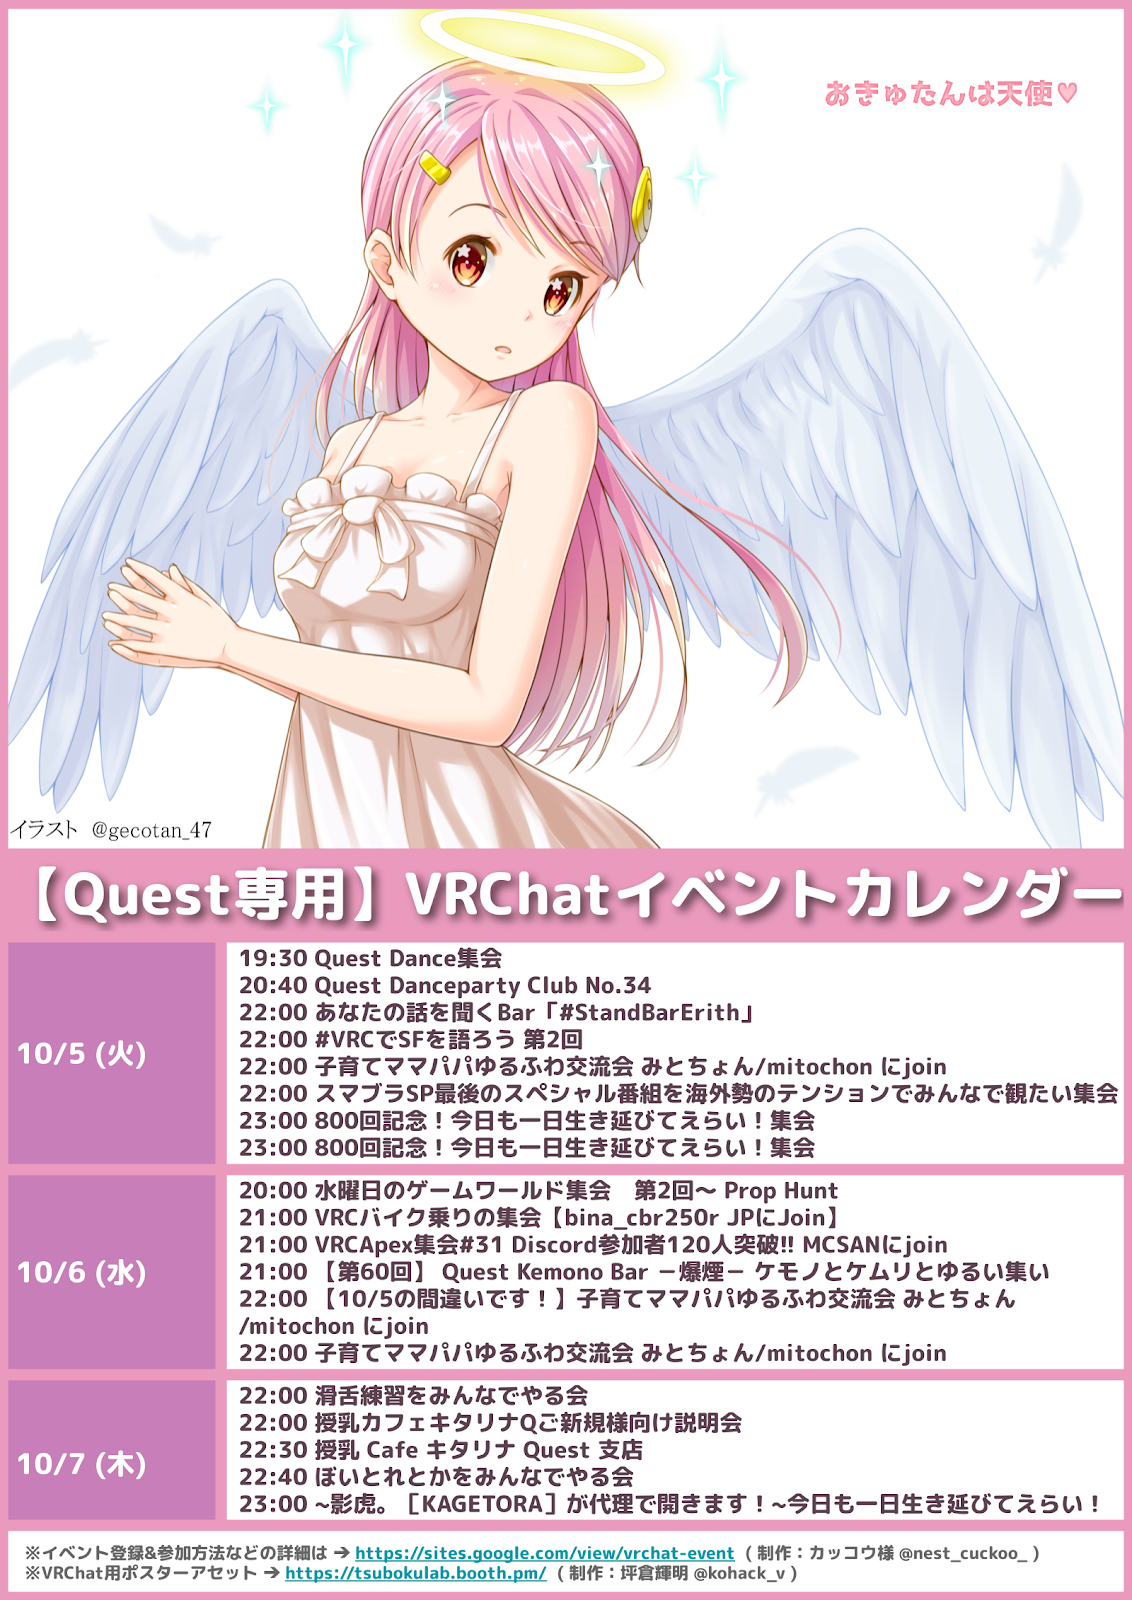 おきゅたんは天使♥
イラスト @gecotan_47
【Quest専用】VRChatイベントカレンダー
10/5 (火)
19:30 Quest Dance集会
20:40 Quest Danceparty Club No.34
22:00 あなたの話を聞くBar「#StandBarErith」
22:00 #VRCでSFを語ろう 第2回
22:00 子育てママパパゆるふわ交流会 みとちょん/mitochon にjoin
22:00 スマブラSP最後のスペシャル番組を海外勢のテンションでみんなで観たい集会
23:00 800回記念！今日も一日生き延びてえらい！集会
23:00 800回記念！今日も一日生き延びてえらい！集会
10/6 (水)
20:00 水曜日のゲームワールド集会　第2回〜 Prop Hunt
21:00 VRCバイク乗りの集会【bina_cbr250r JPにJoin】
21:00 VRCApex集会#31 Discord参加者120人突破!! MCSANにjoin
21:00 【第60回】 Quest Kemono Bar －爆煙－ ケモノとケムリとゆるい集い
22:00 【10/5の間違いです！】子育てママパパゆるふわ交流会 みとちょん
/mitochon にjoin
22:00 子育てママパパゆるふわ交流会 みとちょん/mitochon にjoin
10/7 (木)
22:00 滑舌練習をみんなでやる会
22:00 授乳カフェキタリナQご新規様向け説明会
22:30 授乳 Cafe キタリナ Quest 支店
22:40 ぼいとれとかをみんなでやる会
23:00 ~影虎。［KAGETORA］が代理で開きます！~今日も一日生き延びてえらい！
※イベント登録&参加方法などの詳細は ➔ https://sites.google.com/view/vrchat-event （ 制作：カッコウ様 @nest_cuckoo_ ）
※VRChat用ポスターアセット ➔ https://tsubokulab.booth.pm/ （ 制作：坪倉輝明 @kohack_v ）